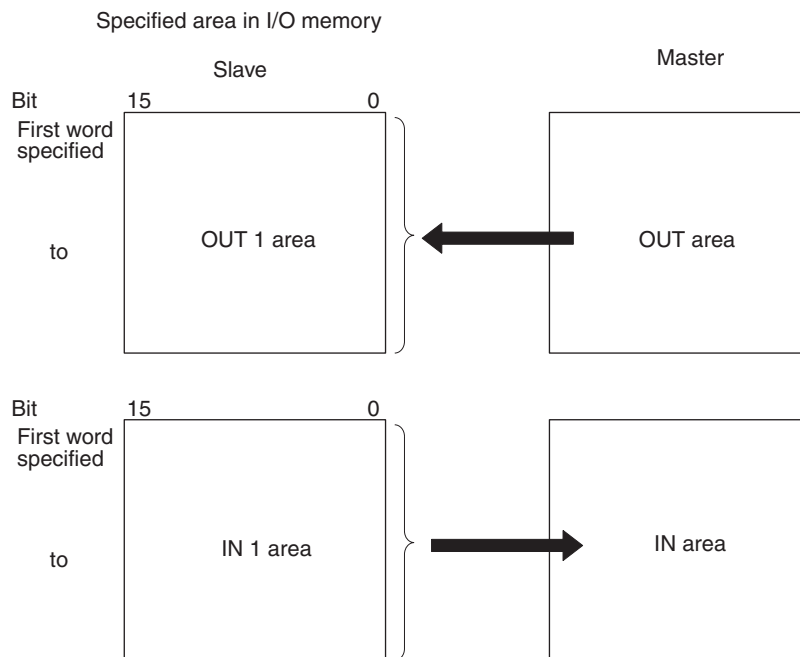 Specified area in I/O memory
Slave
Master
Bit 15 0
First word
specified
to
OUT 1 area
OUT area
Bit 15 0
First word
specified
to
IN 1 area
IN area